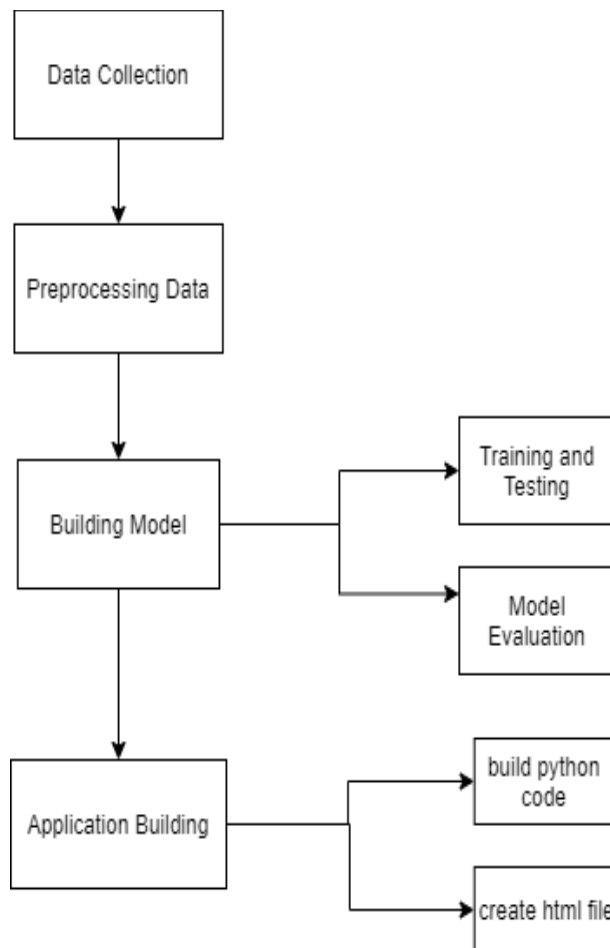 Data Collection
Preprocessing Data
Building Model
Training and
Testing
Model
Evaluation
Application Building
build python
code
create html file